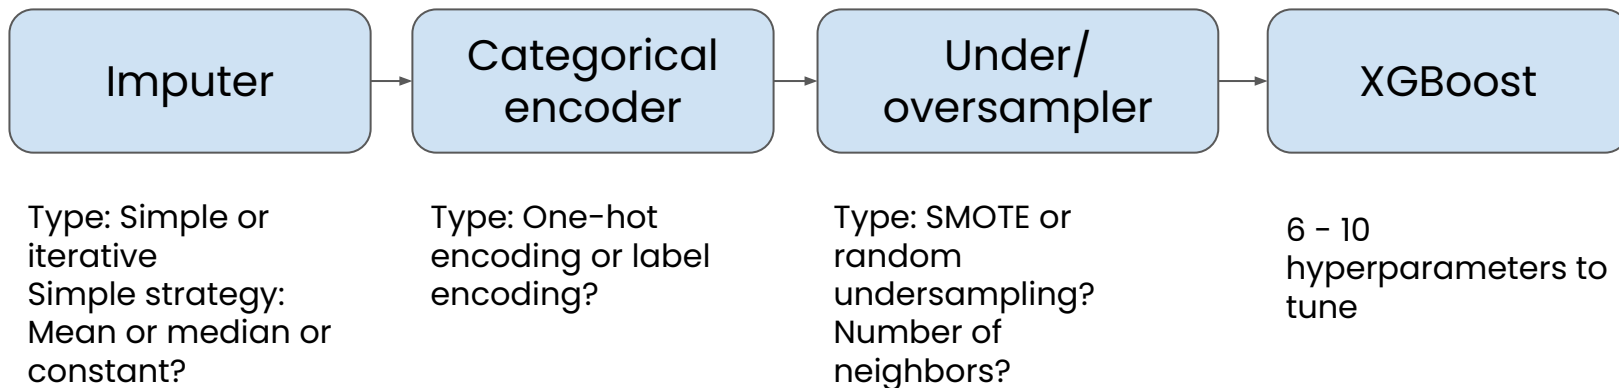 Imputer
Categorical
encoder
Under/
oversampler
XGBoost
Type: Simple or
iterative
Simple strategy:
Mean or median or
constant?
Type: One-hot
encoding or label
encoding?
Type: SMOTE or
random
undersampling?
Number of
neighbors?
6 - 10
hyperparameters to
tune